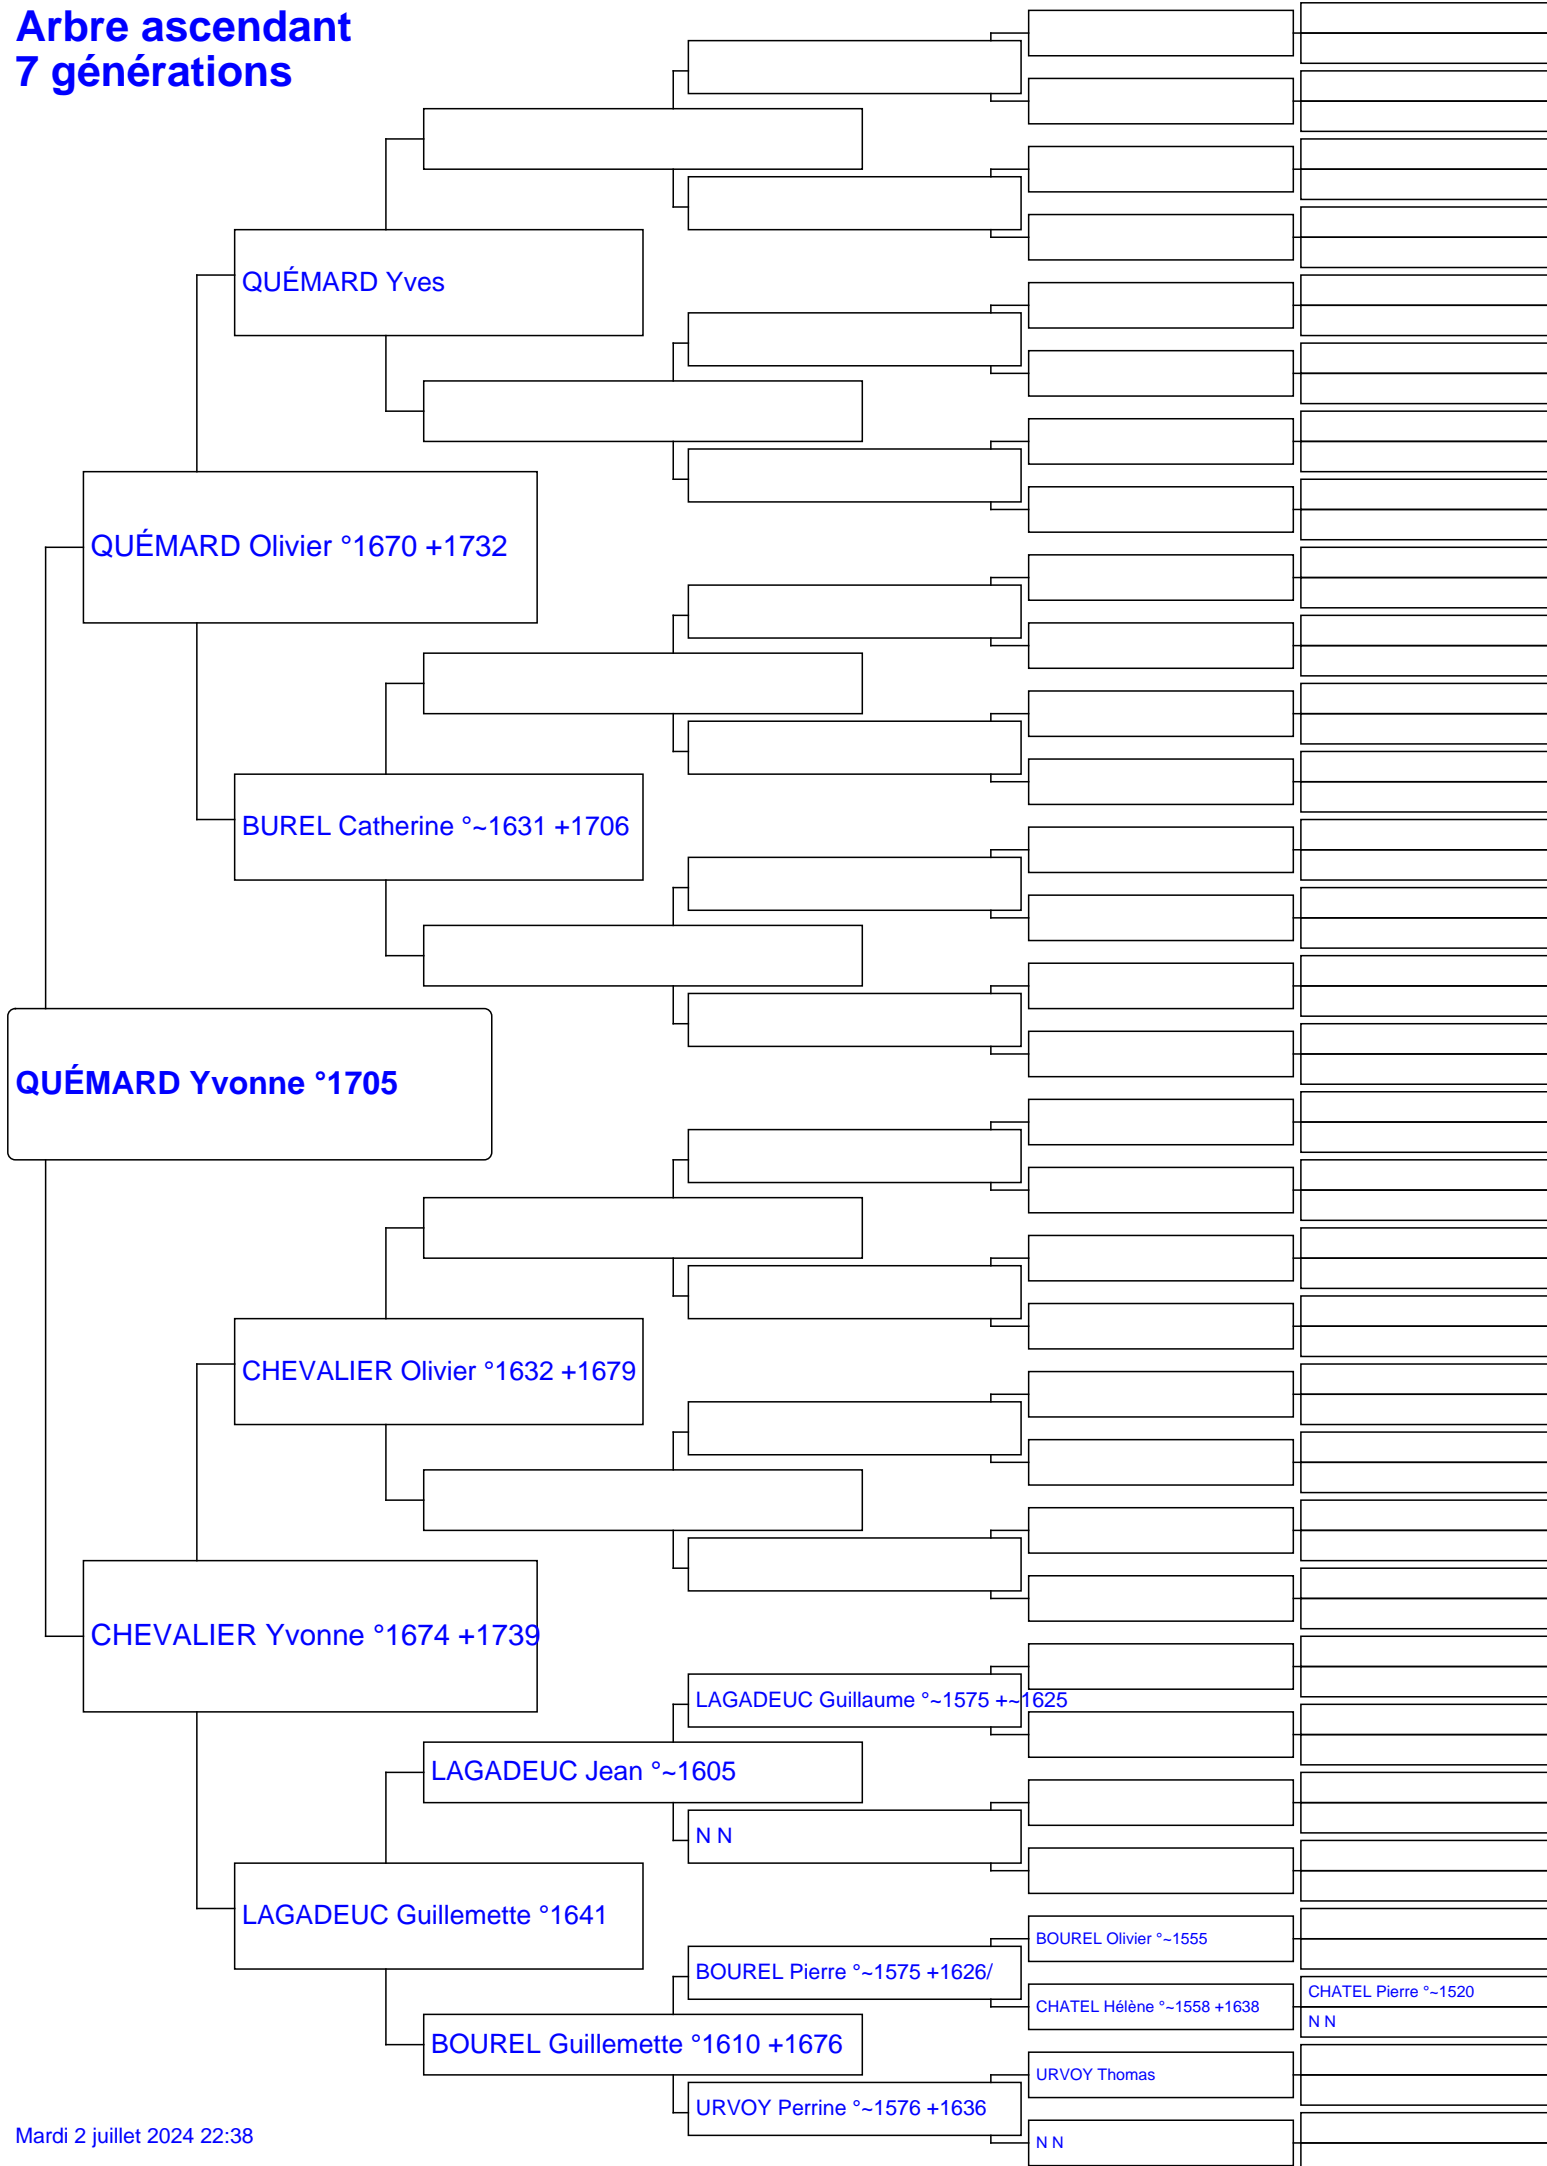 Arbre ascendant
7 générations
QUÉMARD Yves
QUÉMARD Olivier °1670 +1732
BUREL Catherine °~1631 +1706
QUÉMARD Yvonne °1705
CHEVALIER Olivier °1632 +1679
CHEVALIER Yvonne °1674 +1739
LAGADEUC Guillaume °~1575 +~1625
LAGADEUC Jean °~1605
N N
LAGADEUC Guillemette °1641
BOUREL Olivier °~1555
BOUREL Pierre °~1575 +1626/
CHATEL Pierre °~1520
CHATEL Hélène °~1558 +1638
N N
BOUREL Guillemette °1610 +1676
URVOY Thomas
URVOY Perrine °~1576 +1636
N N
Mardi 2 juillet 2024 22:38